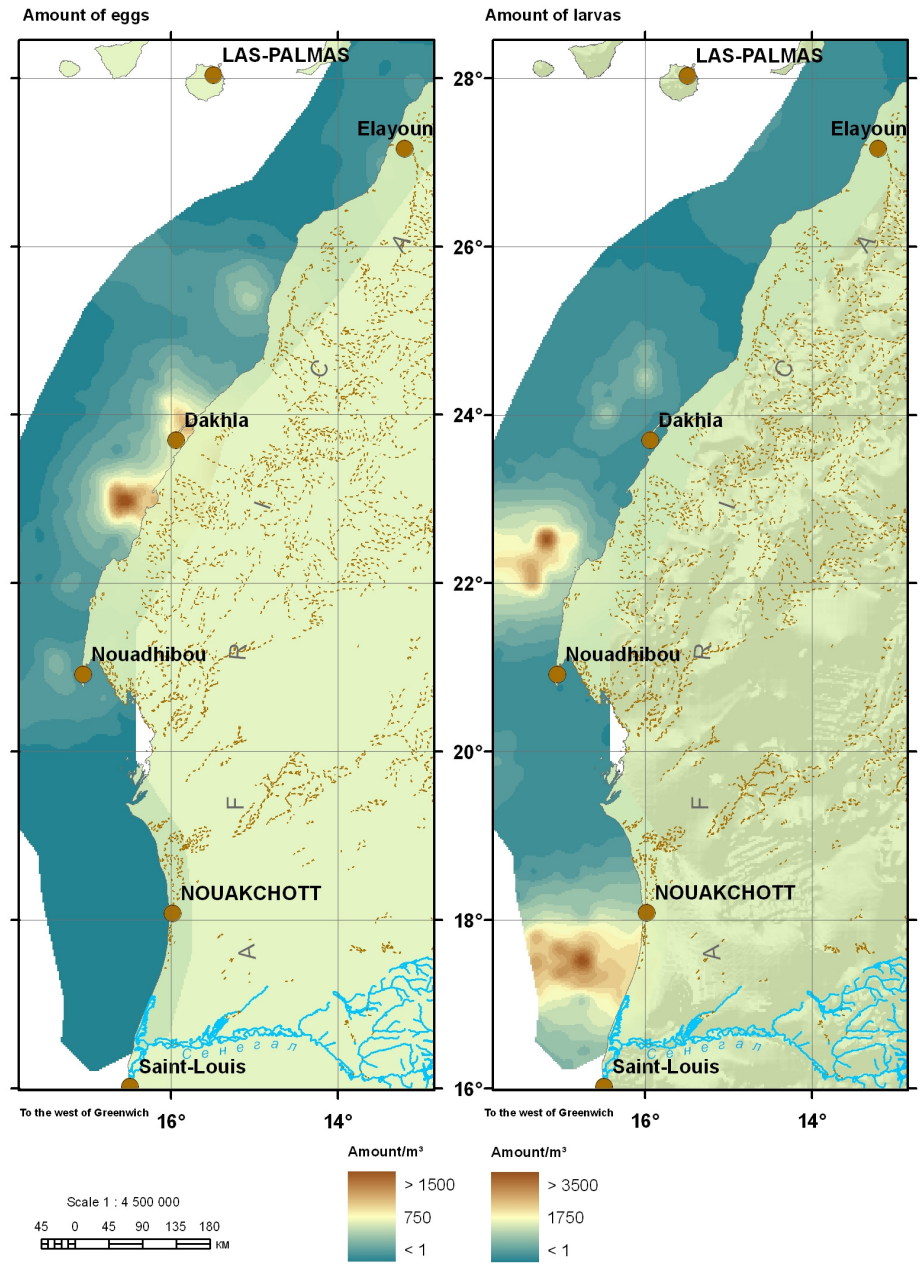 Amount of eggs
Amount of larvas
LAS-PALMAS
LAS-PALMAS
28°
Elayoun
Elayoun
26°
A
A
C
C
24°
Dakhla
Dakhla
I
I
22°
Nouadhibou
Nouadhibou
R
R
20°
F
F
NOUAKCHOTT
NOUAKCHOTT
18°
A
A
Сенегал
Сенегал
Saint-Louis
Saint-Louis
16°
To the west of Greenwich
To the west of Greenwich
16°
14°
16°
14°
Amount/m³
Amount/m³
> 1500
750
< 1
> 3500
1750
< 1
Scale 1 : 4 500 000
45 0 45 90 135 180
КМ